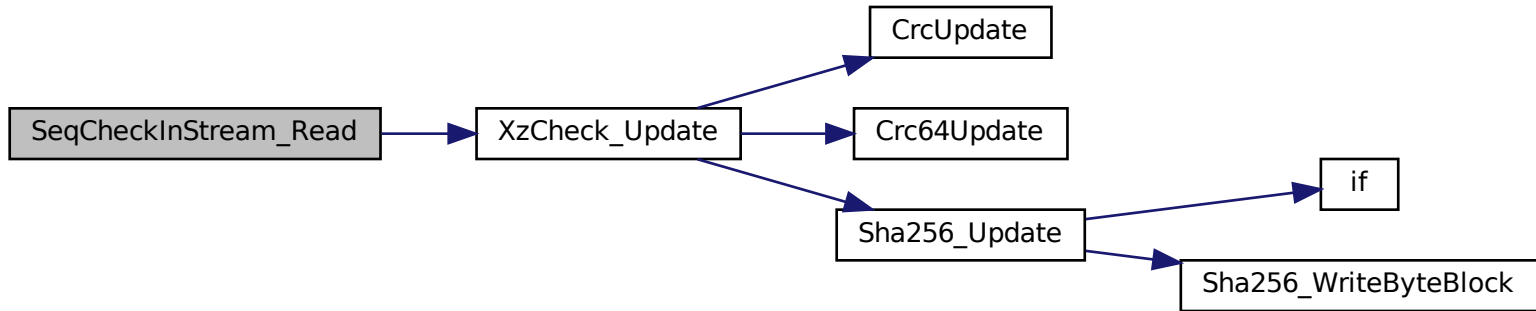 SeqCheckInStream_Read
XzCheck_Update
CrcUpdate
Crc64Update
Sha256_Update
if
Sha256_WriteByteBlock